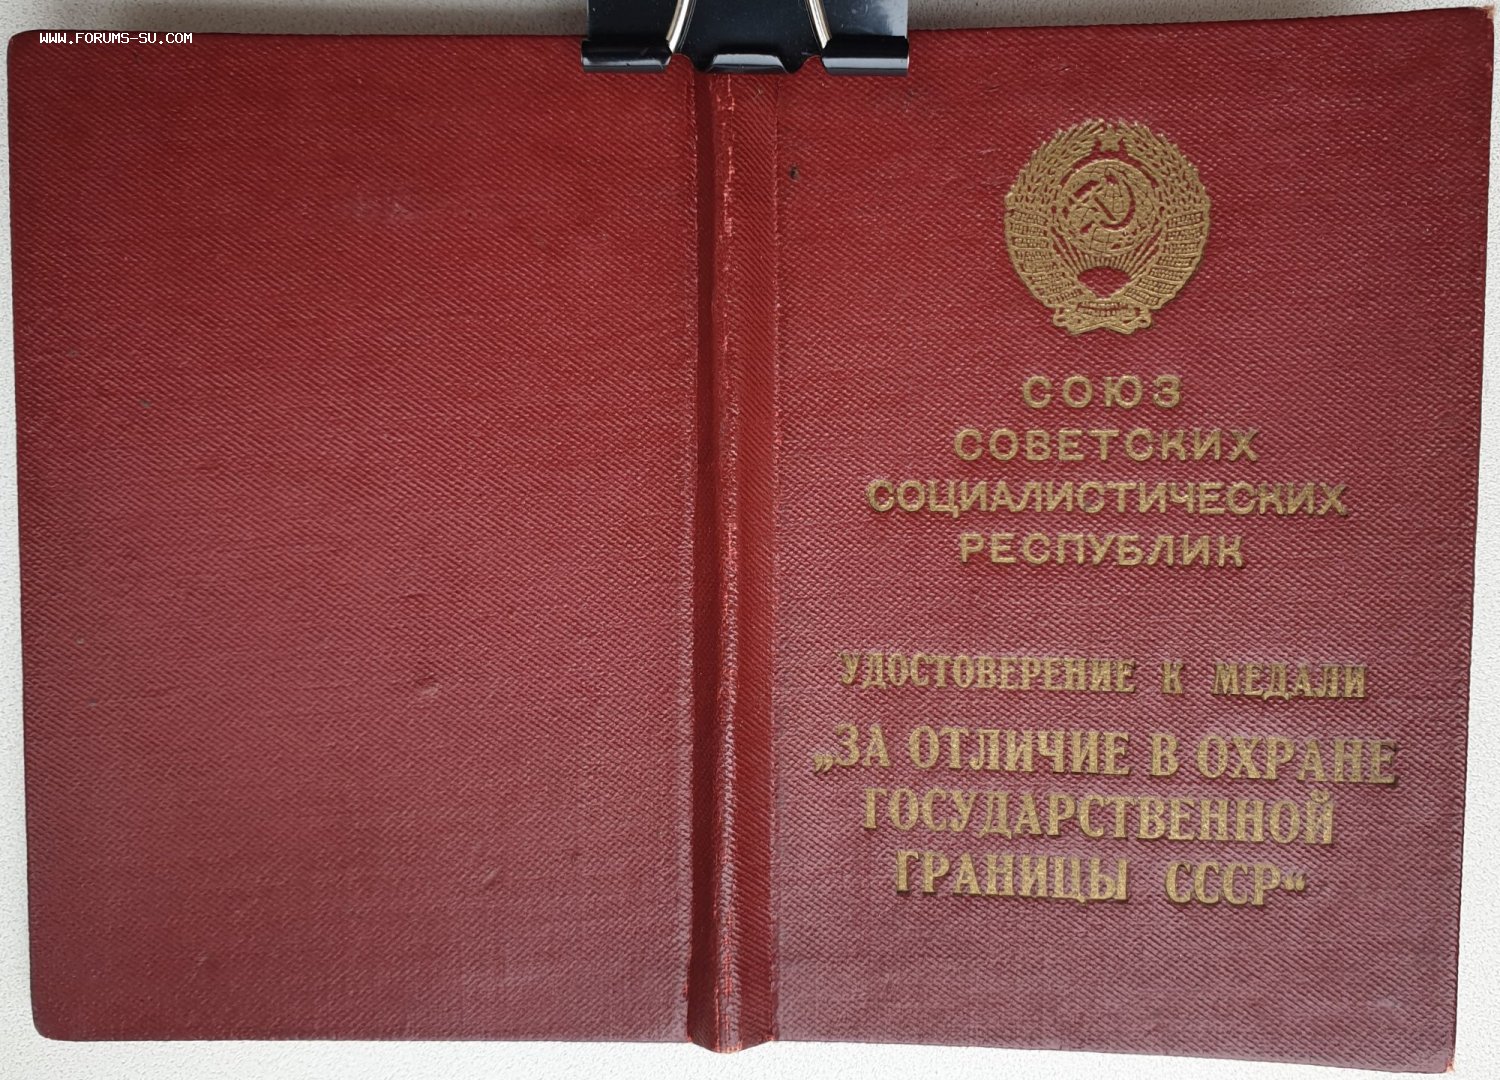 WWW.FORUMS-SU.COM
СОЮЗ
СОВЕТСКИХ
СОЦИАЛИСТИЧЕСКИХ
РЕСПУБЛИК
УДОСТОВЕРЕНИЕ К МЕДАЛИ
„ЗА ОТЛИЧИЕ В ОХРАНЕ
ГОСУДАРСТВЕННОЙ
ГРАНИЦЫ СССР“